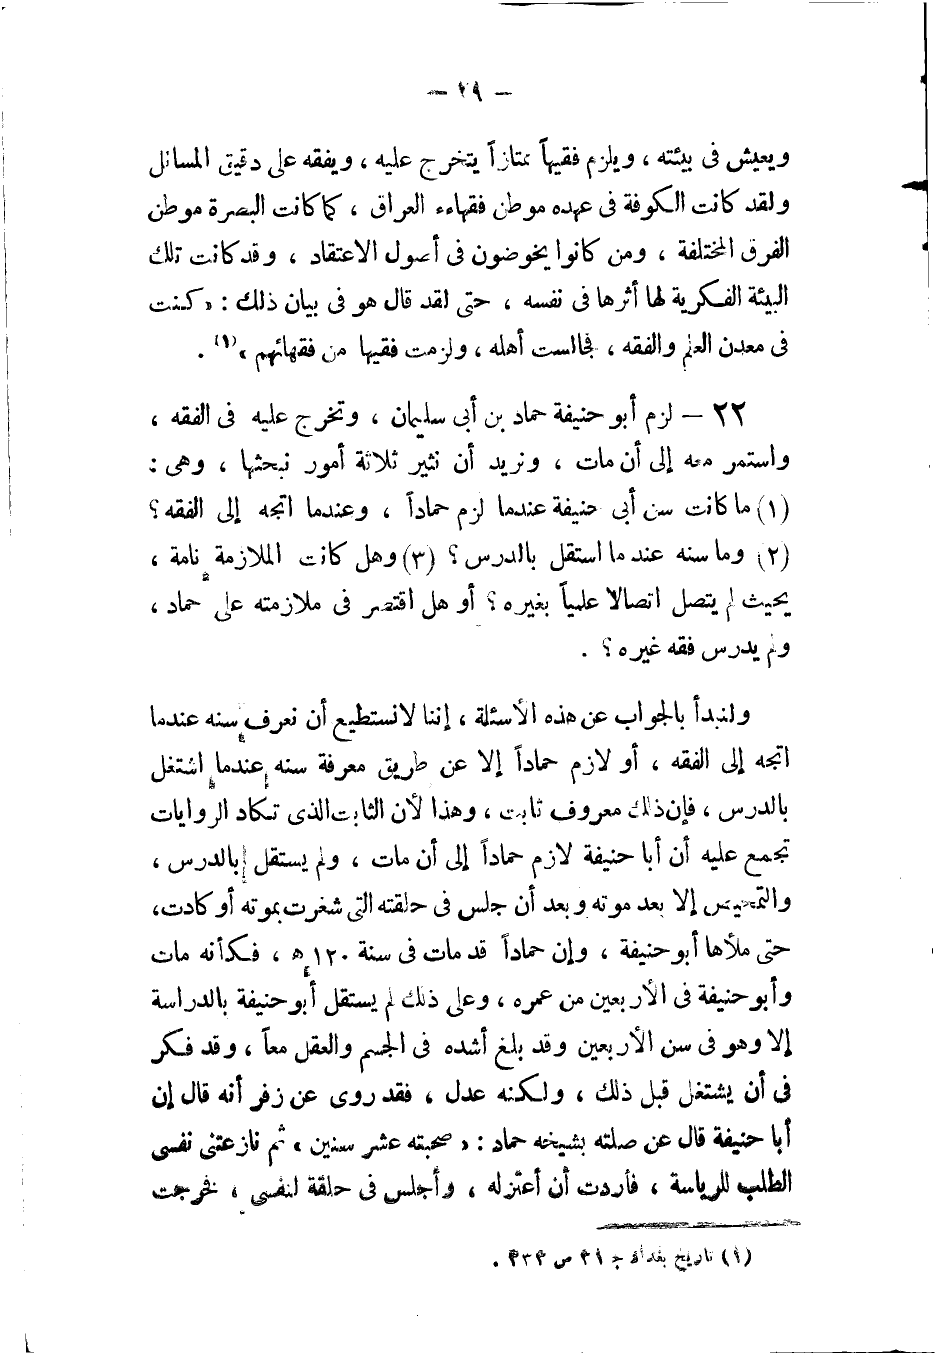 — ٢٩ —
ويعيش فى بيئته ، ويلزم فقيهاً ممتازاً يتخرج عليه ، ويفقه على دقيق المسائل
ولقد كانت الكوفة فى عهده موطن فقهاء العراق ، كما كانت البصرة موطن
الفرق المختلفة ، ومن كانوا يخوضون فى أصول الاعتقاد ، وقد كانت تلك
البيئة الفكرية لها أثرها فى نفسه ، حتى لقد قال هو فى بيان ذلك : « كنت
فى معدن العلم والفقه ، فجالست أهله ، ولزمت فقيها من فقهائهم »(١) .
٢٢ — لزم أبو حنيفة حماد بن أبى سليمان ، وتخرج عليه فى الفقه ،
واستمر معه إلى أن مات ، ونريد أن نثير ثلاثة أمور نبحثها ، وهى :
(١) ما كانت سن أبى حنيفة عندما لزم حماداً ، وعندما اتجه إلى الفقه؟
(٢) وما سنه عند ما استقل بالدرس؟ (٣) وهل كانت الملازمة تامة ،
بحيث لم يتصل اتصالا علمياً بغيره؟ أو هل اقتصر فى ملازمته على حماد ،
ولم يدرس فقه غيره؟ .
ولنبدأ بالجواب عن هذه الأسئلة ، إننا لانستطيع أن نعرف سنه عندما
اتجه إلى الفقه ، أو لازم حماداً إلا عن طريق معرفة سنه عندما اشتغل
بالدرس ، فإن ذلك معروف ثابت ، وهذا لأن الثابت الذى تكاد الروايات
تجمع عليه أن أبا حنيفة لازم حماداً إلى أن مات ، ولم يستقل بالدرس ،
والتمحيص إلا بعد موته وبعد أن جلس فى حلقته التى شغرت بموته أو كادت،
حتى ملأها أبو حنيفة ، وإن حماداً قد مات فى سنة ١٢٠ ه ، فكأنه مات
وأبو حنيفة فى الأربعين من عمره ، وعلى ذلك لم يستقل أبو حنيفة بالدراسة
إلا وهو فى سن الأربعين وقد بلغ أشده فى الجسم والعقل معاً ، وقد فكر
فى أن يشتغل قبل ذلك ، ولكنه عدل ، فقد روى عن زفر أنه قال إن
أبا حنيفة قال عن صلته بشيخه حماد : « صحبته عشر سنين » ثم نازعتنى نفسى
الطلب للرياسة ، فأردت أن أعتزله ، وأجلس فى حلقة لنفسى ، فخرجت
(١) تاريخ بغداد ج ص .